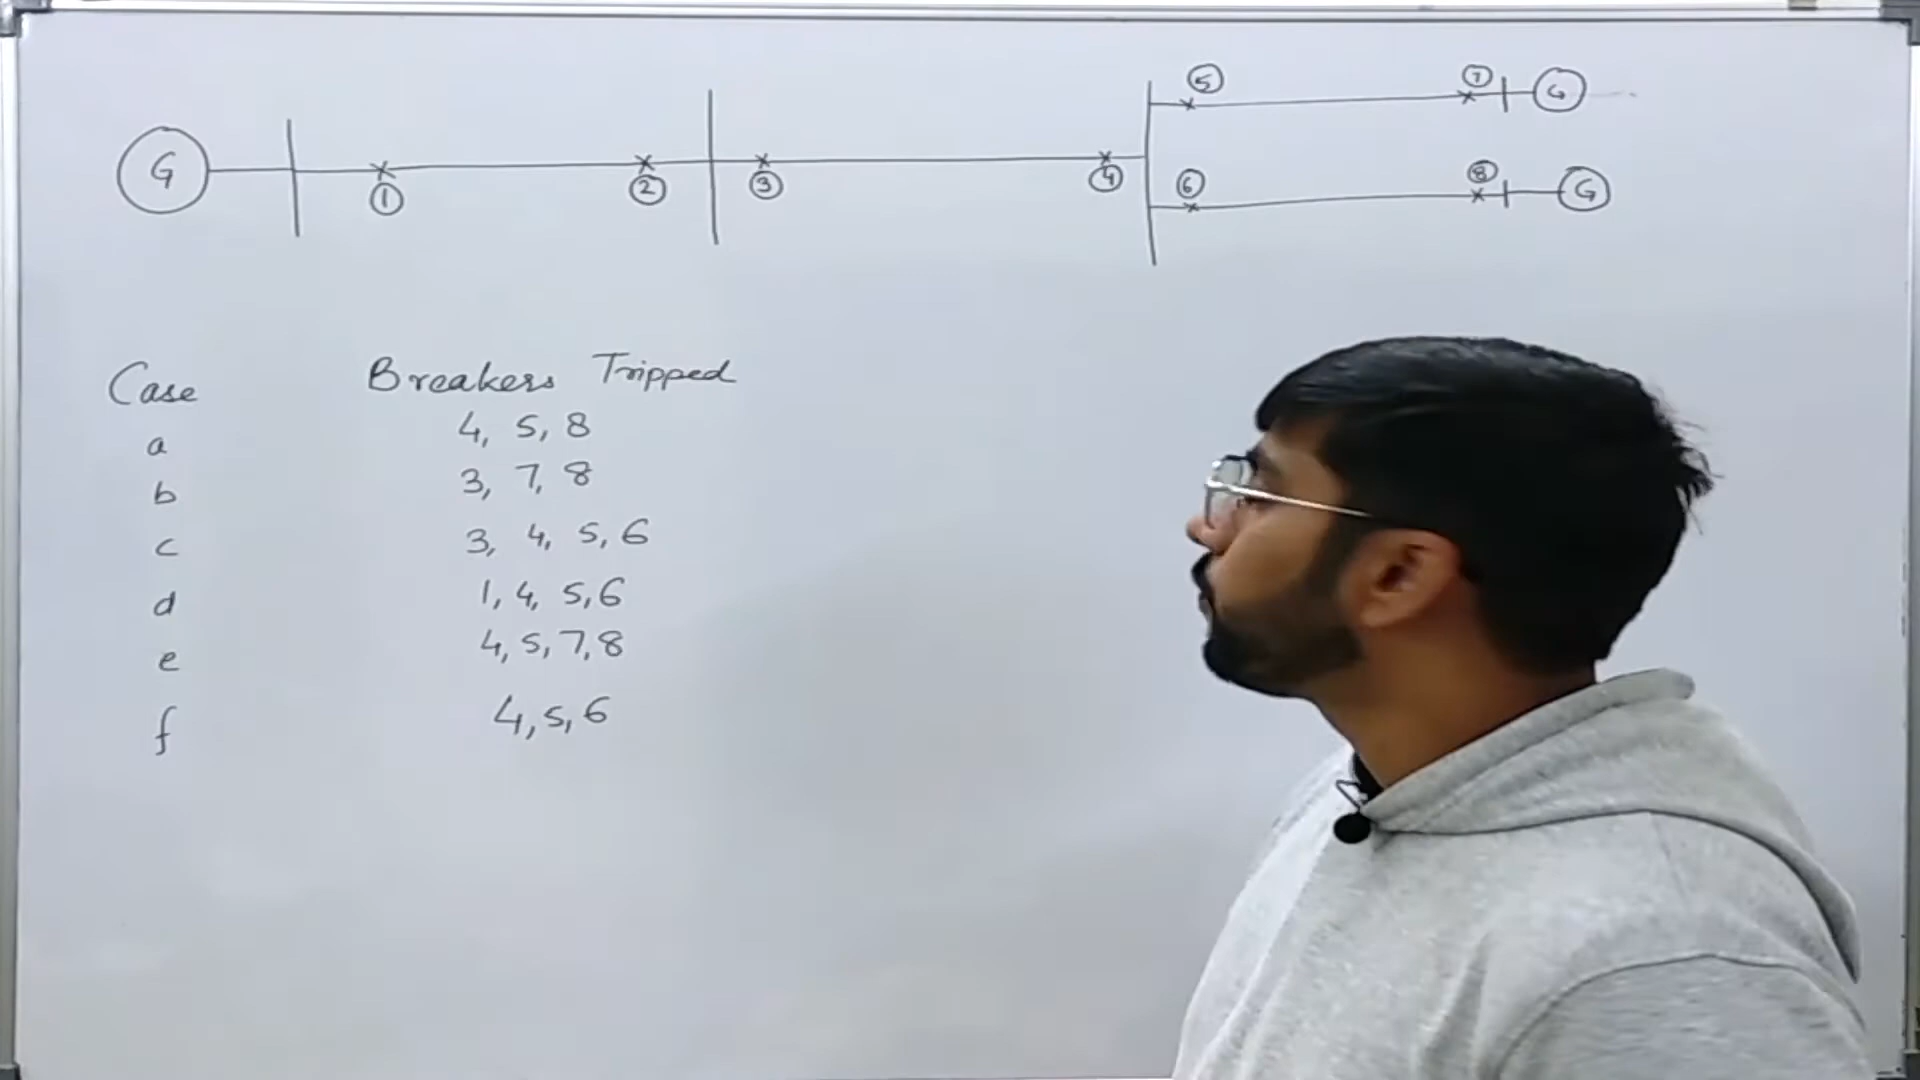 G
1
2
3
4
5
7
G
6
8
G
Case Breakers Tripped
a 4, 5, 8
b 3, 7, 8
c 3, 4, 5, 6
d 1, 4, 5, 6
e 4, 5, 7, 8
f 4, 5, 6